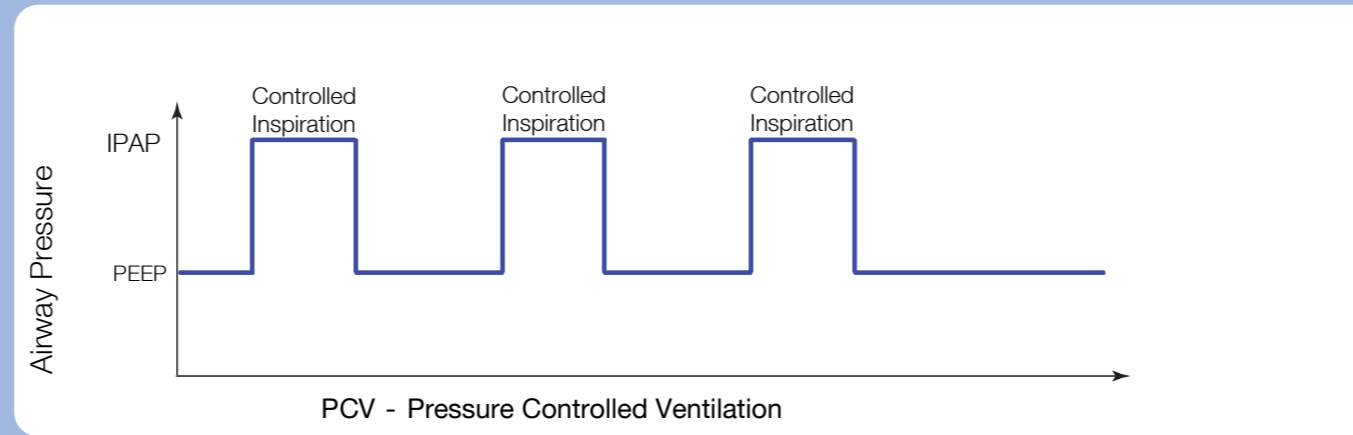 Controlled
Inspiration
Controlled
Inspiration
Controlled
Inspiration
IPAP
PEEP
Airway Pressure
PCV - Pressure Controlled Ventilation